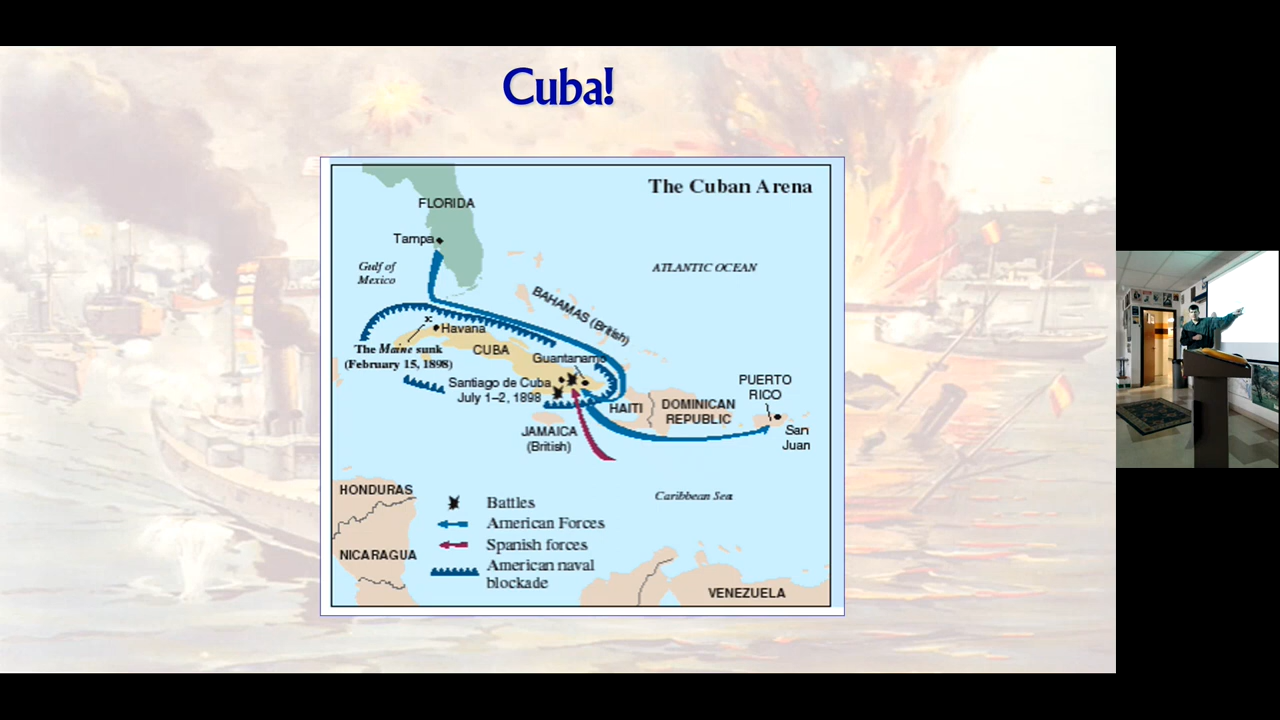 Cuba!
The Cuban Arena
FLORIDA
Tampa
Gulf of
Mexico
ATLANTIC OCEAN
BAHAMAS (British)
Havana
The Maine sunk
(February 15, 1898)
CUBA
Guantanamo
Santiago de Cuba
July 1–2, 1898
PUERTO
RICO
HAITI
DOMINICAN
REPUBLIC
San
Juan
JAMAICA
(British)
HONDURAS
Caribbean Sea
Battles
American Forces
Spanish forces
American naval
blockade
NICARAGUA
VENEZUELA